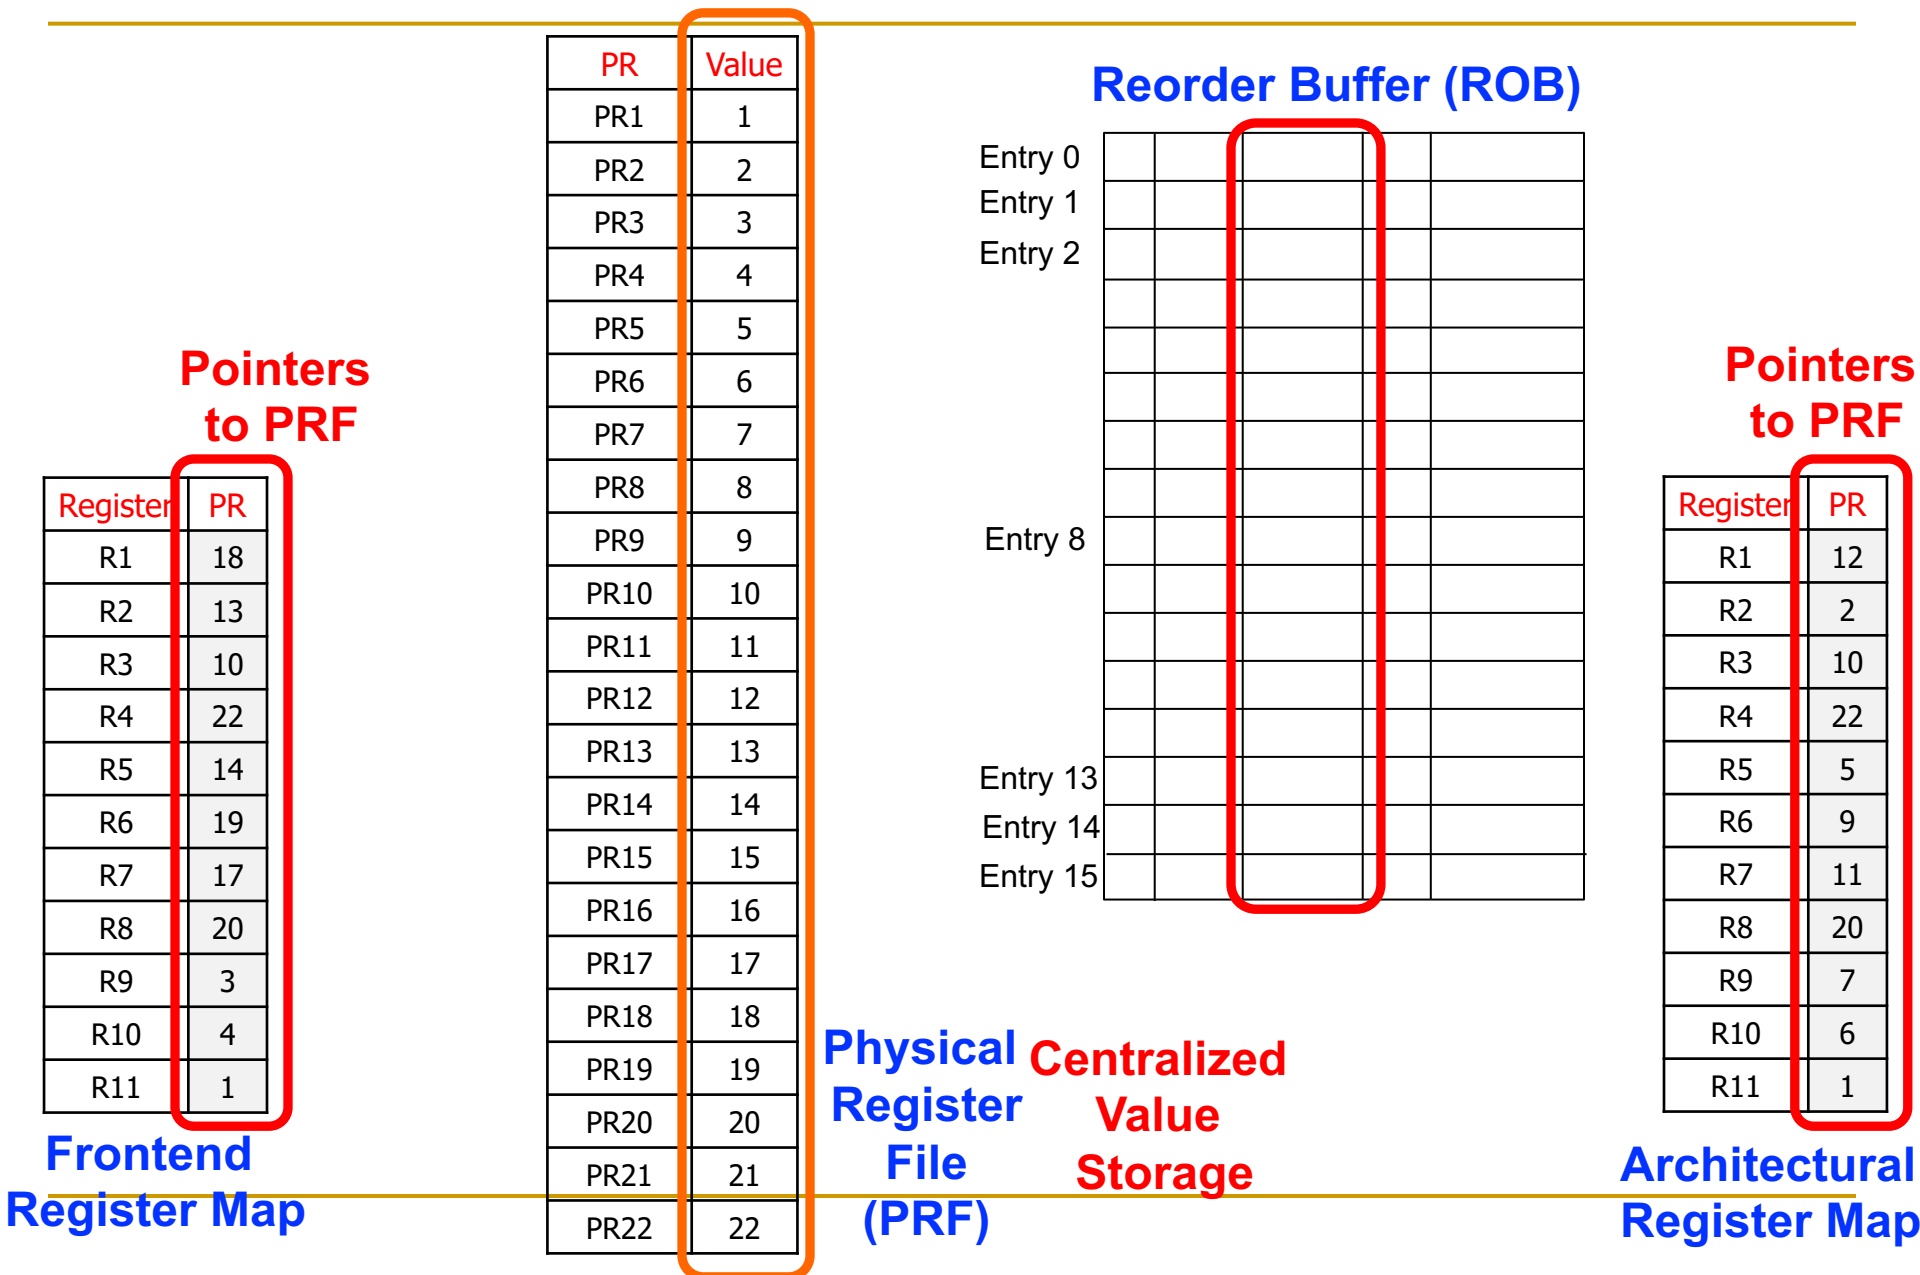 PR Value
PR1 1
PR2 2
PR3 3
PR4 4
PR5 5
PR6 6
PR7 7
PR8 8
PR9 9
PR10 10
PR11 11
PR12 12
PR13 13
PR14 14
PR15 15
PR16 16
PR17 17
PR18 18
PR19 19
PR20 20
PR21 21
PR22 22
Reorder Buffer (ROB)
Entry 0
Entry 1
Entry 2
Entry 8
Entry 13
Entry 14
Entry 15
Pointers
to PRF
Register PR
R1 18
R2 13
R3 10
R4 22
R5 14
R6 19
R7 17
R8 20
R9 3
R10 4
R11 1
Frontend
Register Map
Physical
Register
File
(PRF)
Centralized
Value
Storage
Pointers
to PRF
Register PR
R1 12
R2 2
R3 10
R4 22
R5 5
R6 9
R7 11
R8 20
R9 7
R10 6
R11 1
Architectural
Register Map